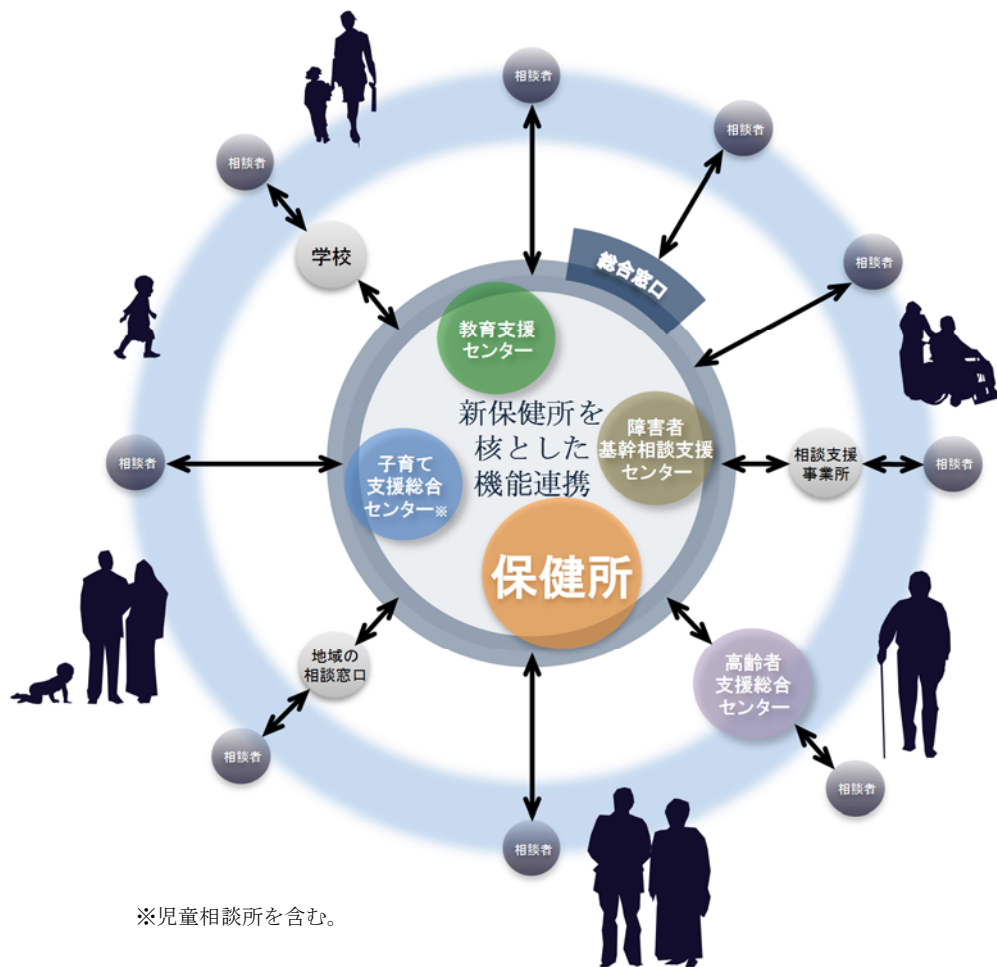 相談者
相談者
相談者
学校
総合窓口
相談者
教育支援
センター
新保健所を
核とした
機能連携
障害者
基幹相談支援
センター
相談者
子育て
支援総合
センター※
相談支援
事業所
相談者
保健所
地域の
相談窓口
高齢者
支援総合
センター
相談者
相談者
相談者
※児童相談所を含む。